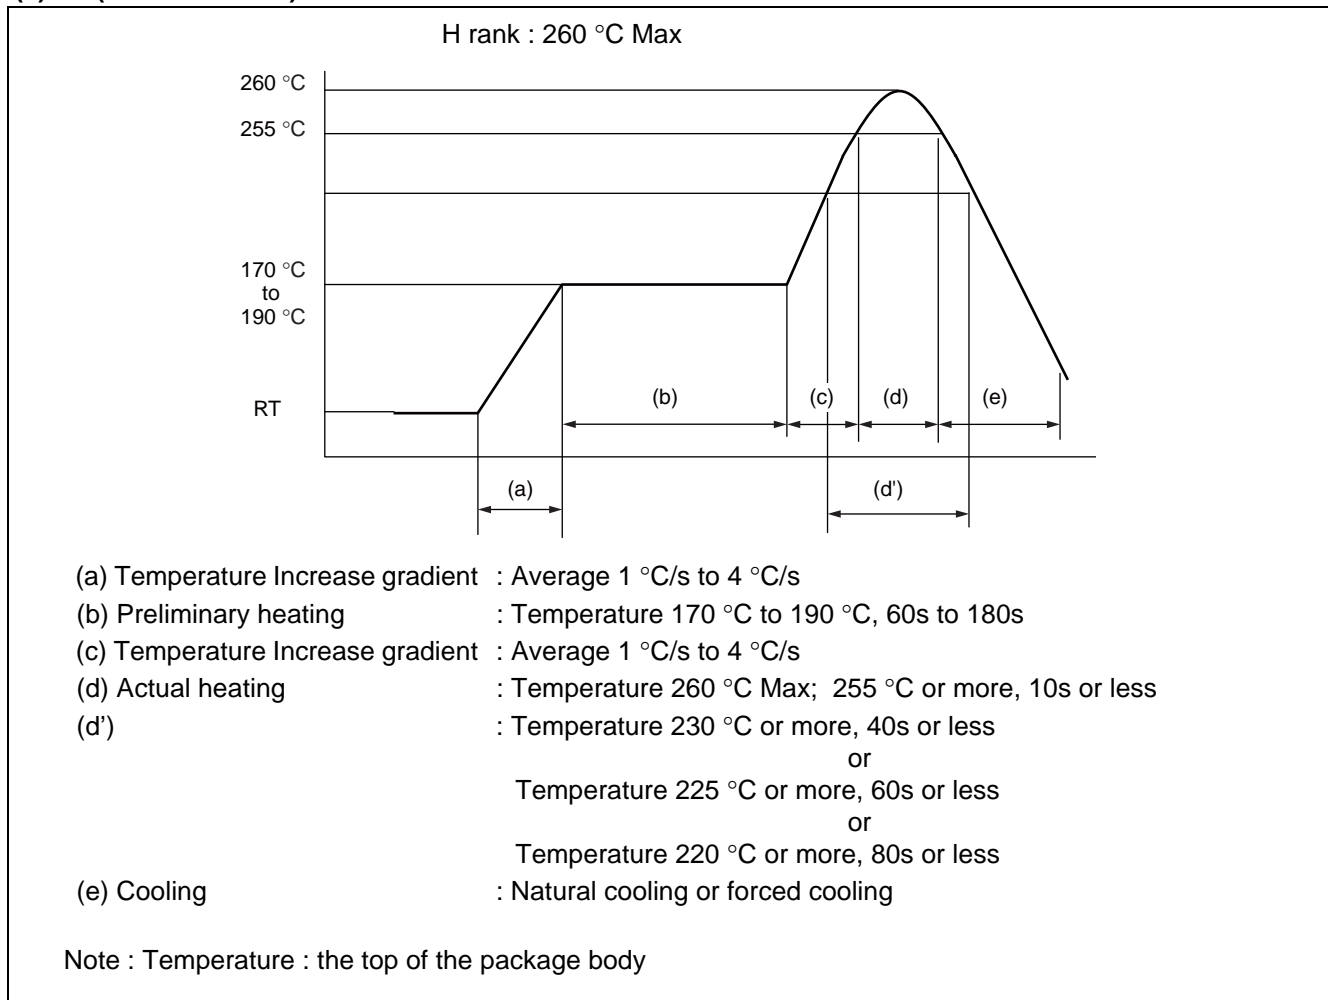 H rank : 260 °C Max
260 °C
255 °C
170 °C
to
190 °C
RT
(b)
(c)
(d)
(e)
(a)
(d')
(a) Temperature Increase gradient : Average 1 °C/s to 4 °C/s
(b) Preliminary heating : Temperature 170 °C to 190 °C, 60s to 180s
(c) Temperature Increase gradient : Average 1 °C/s to 4 °C/s
(d) Actual heating : Temperature 260 °C Max; 255 °C or more, 10s or less
(d’) : Temperature 230 °C or more, 40s or less
or
Temperature 225 °C or more, 60s or less
or
Temperature 220 °C or more, 80s or less
(e) Cooling : Natural cooling or forced cooling
Note : Temperature : the top of the package body